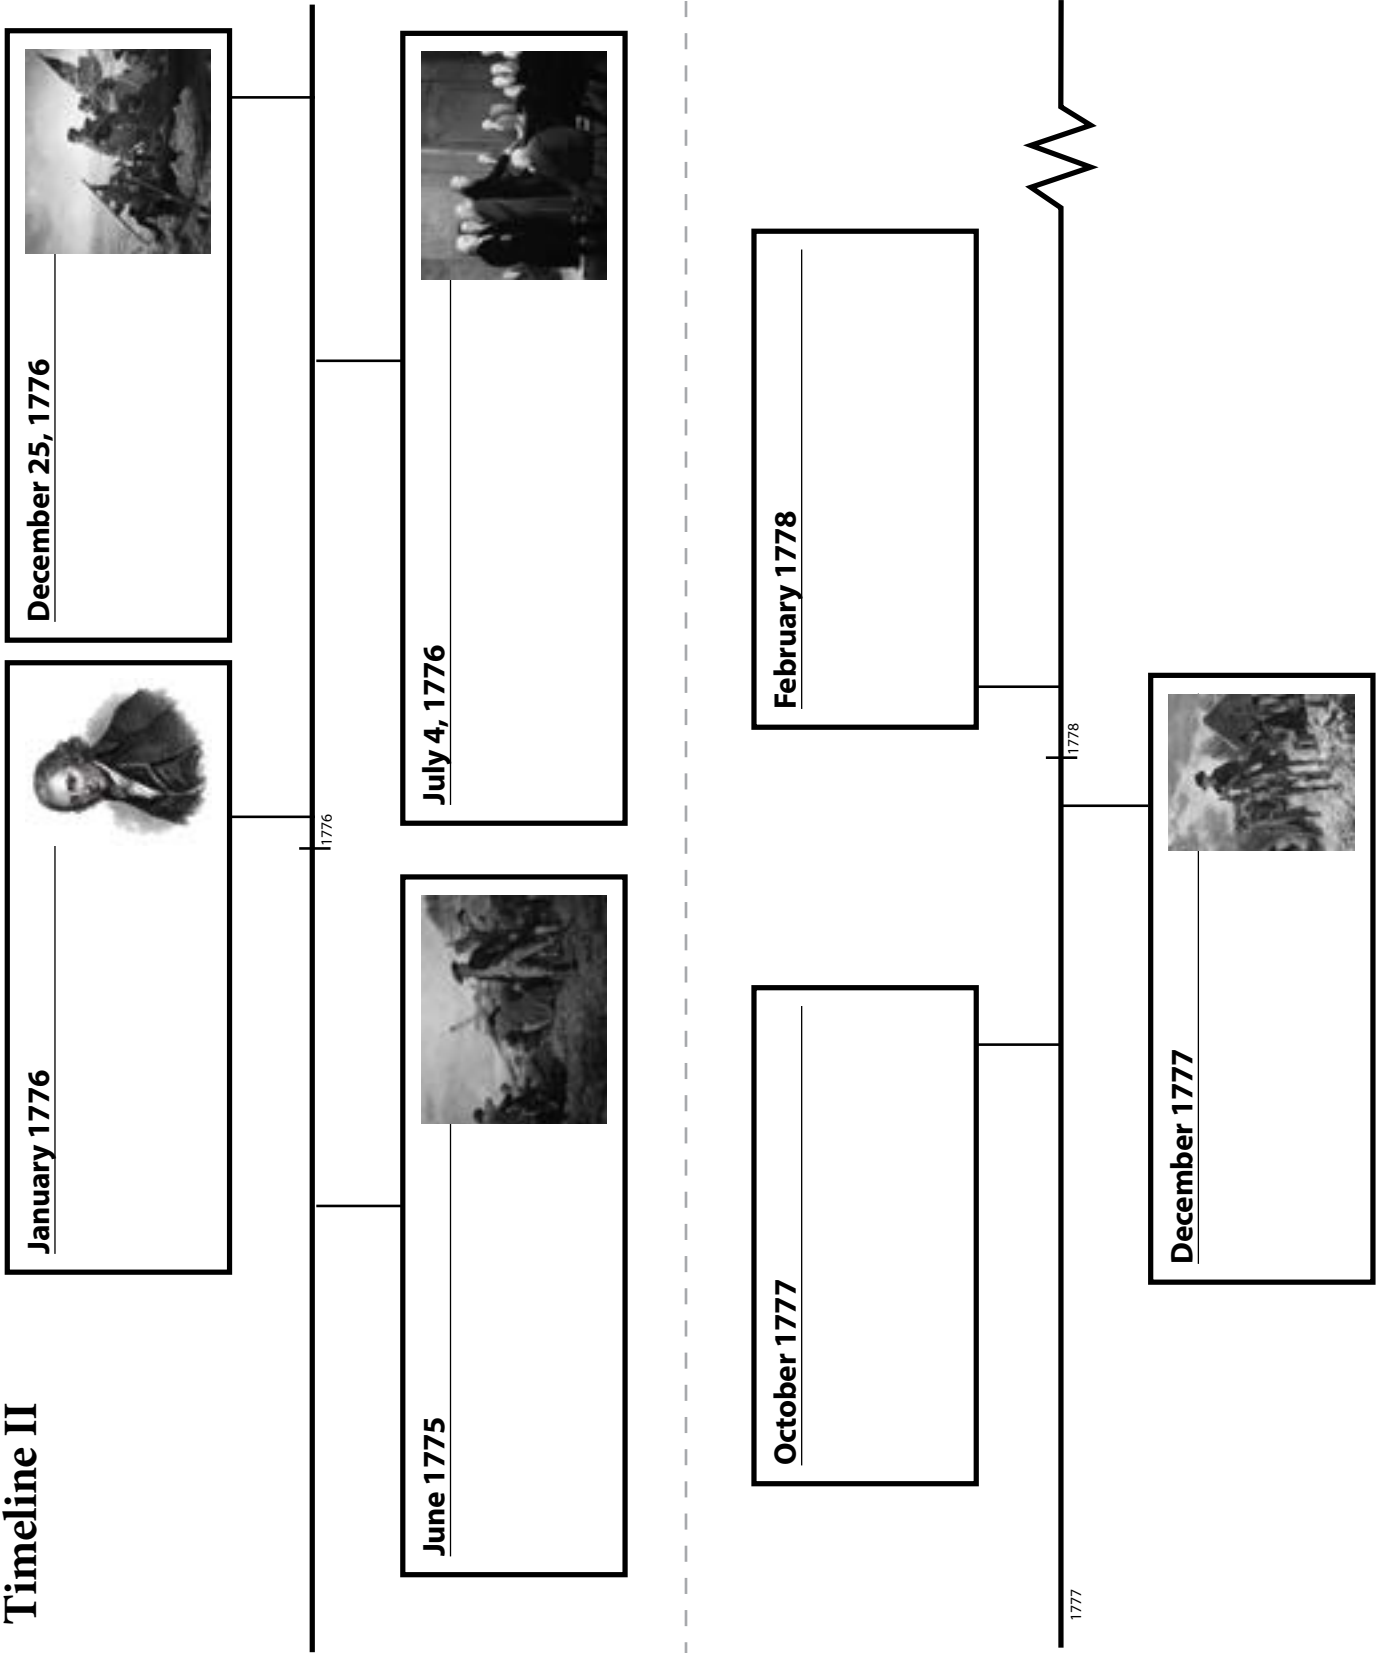 Timeline II
January 1776
December 25, 1776
1776
June 1775
July 4, 1776
October 1777
February 1778
1777
1778
December 1777